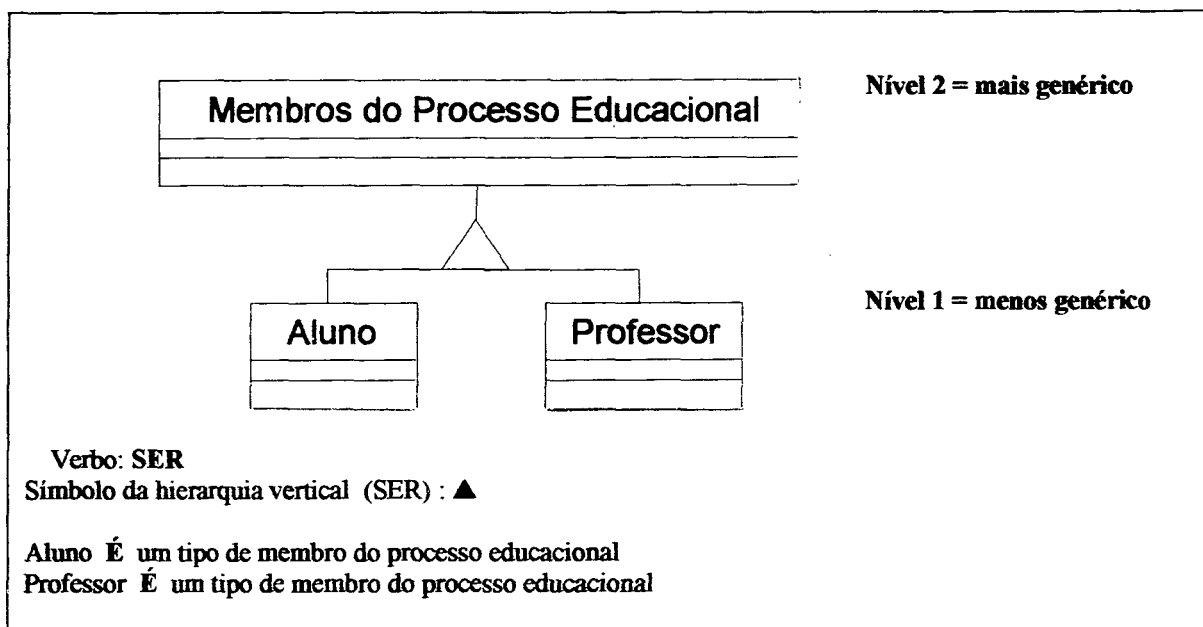 Membros do Processo Educacional
Nível 2 = mais genérico
Aluno
Professor
Nível 1 = menos genérico
Verbo: SER
Símbolo da hierarquia vertical (SER) : ▲
Aluno É um tipo de membro do processo educacional
Professor É um tipo de membro do processo educacional